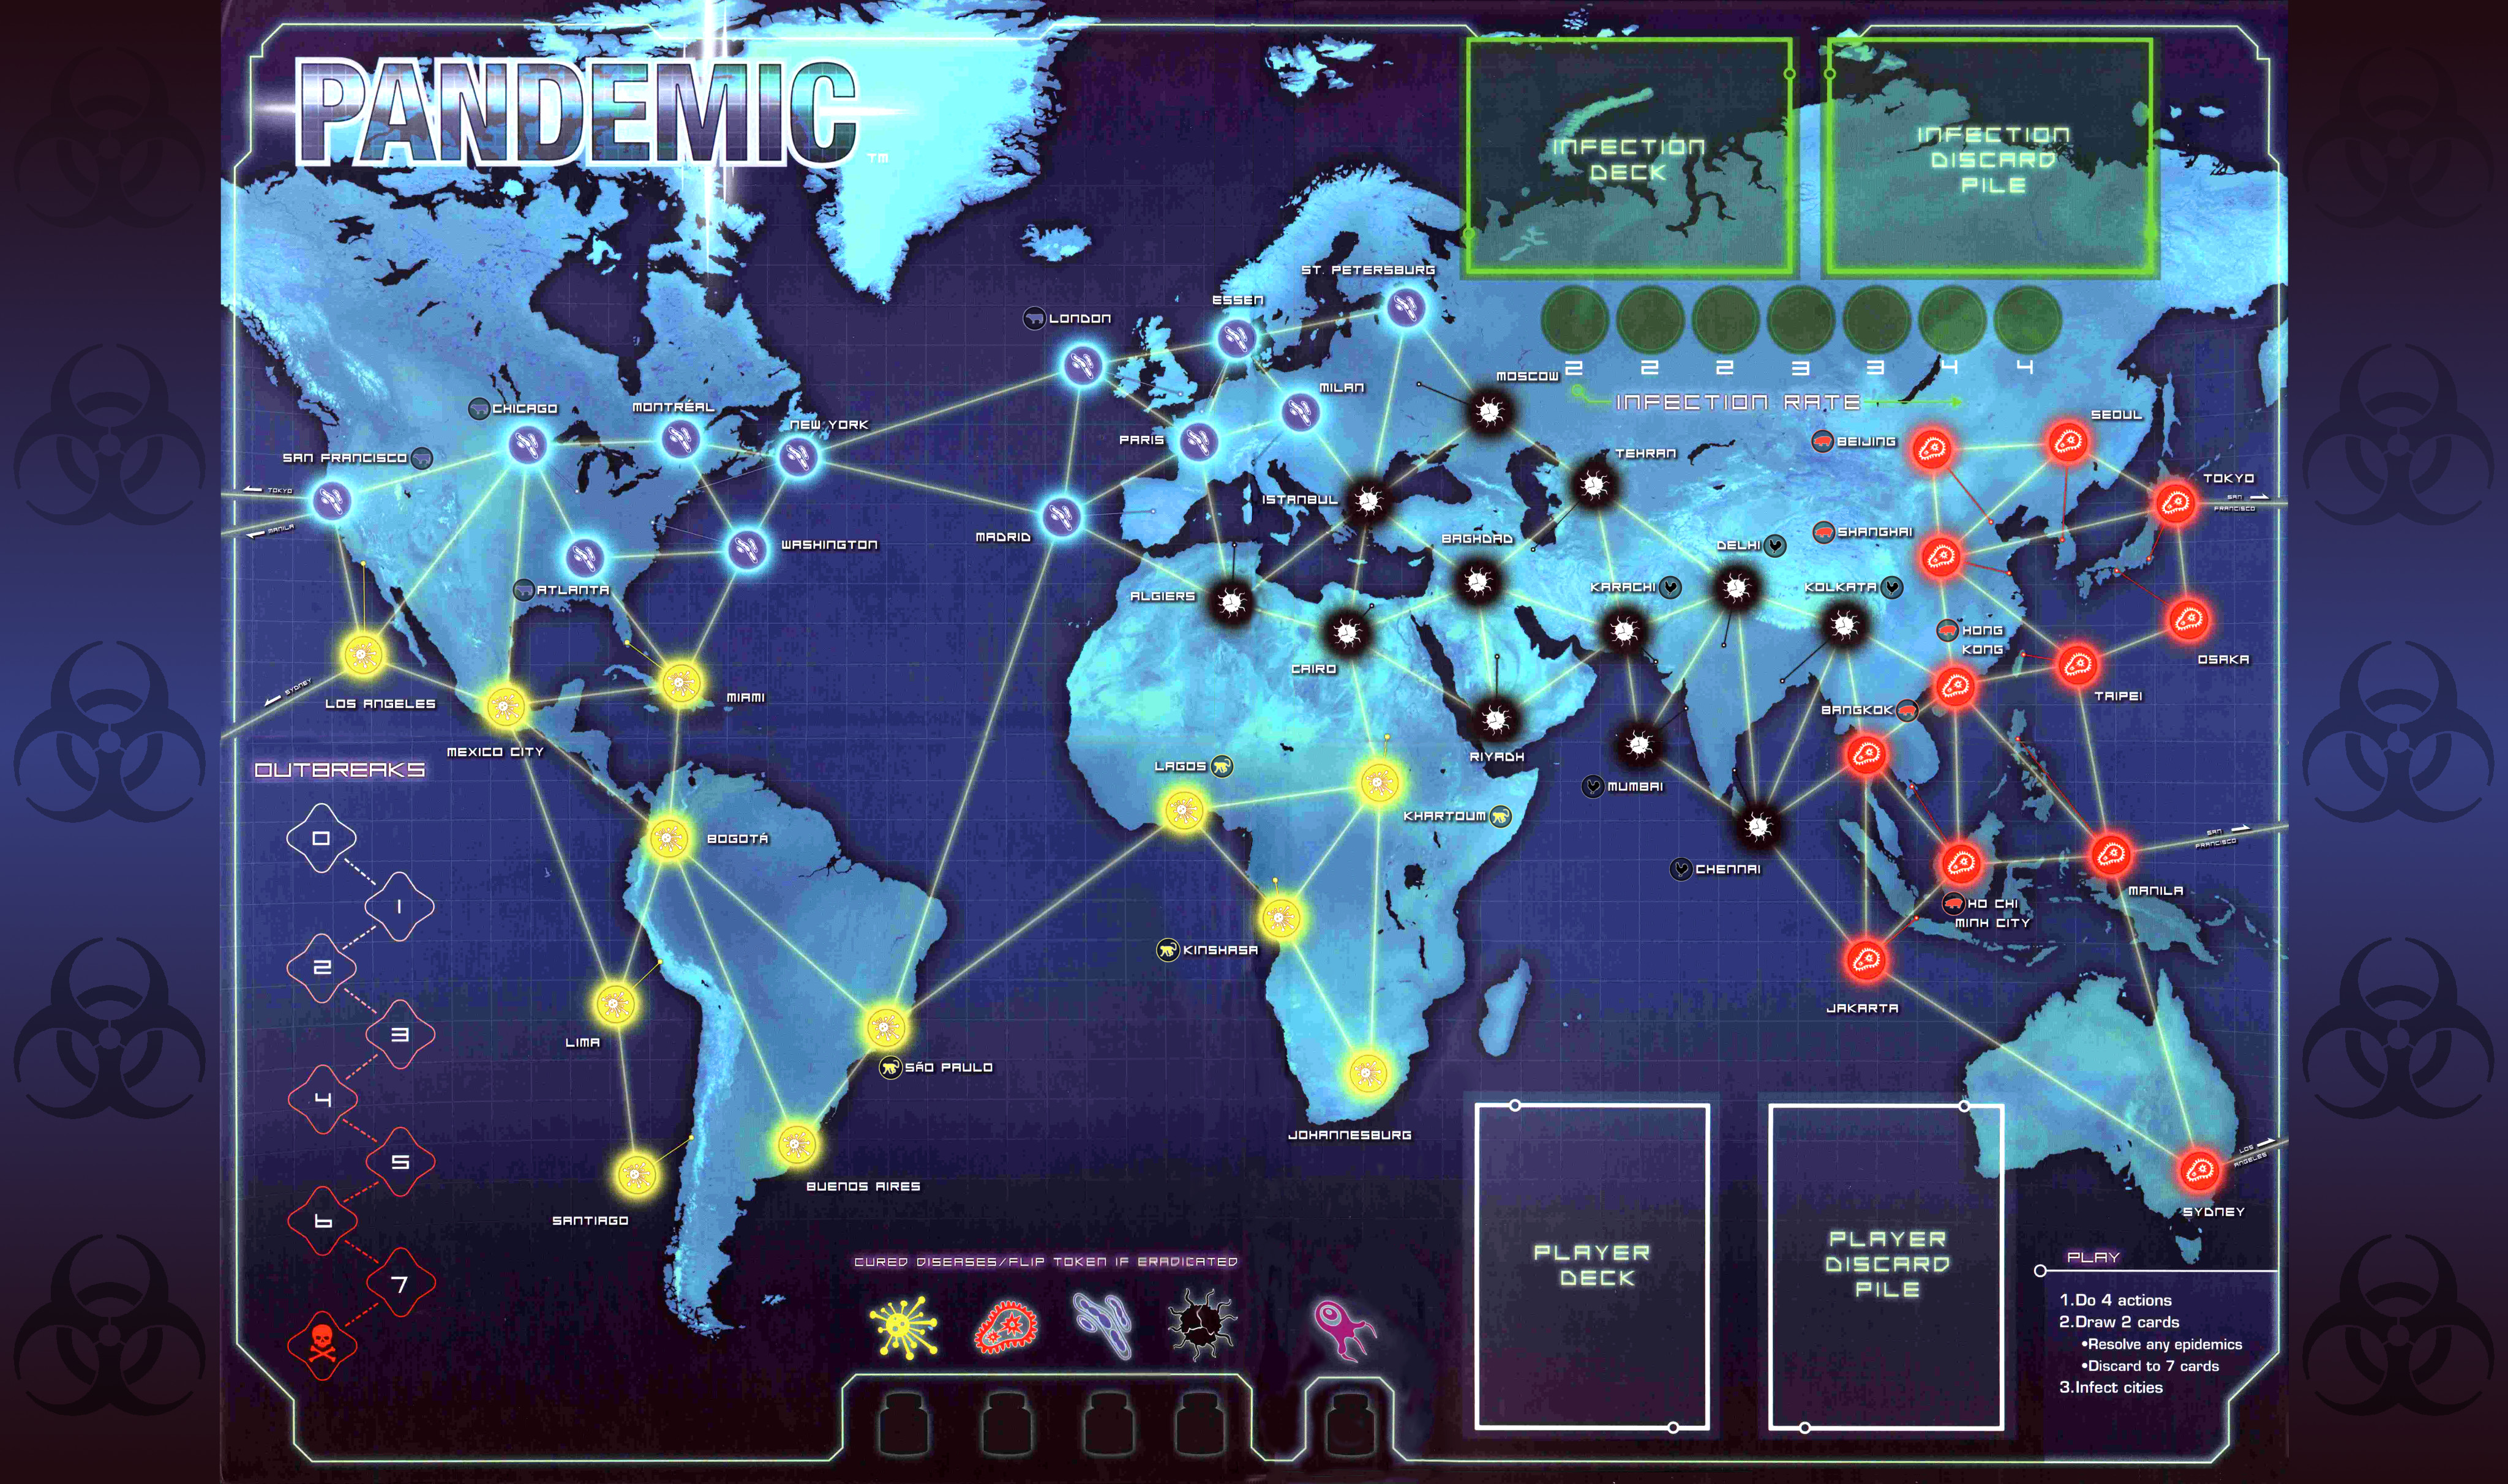 PANDEMIC
TM
INFECTION
DECK
INFECTION
DISCARD
PILE
2 2 2 3 3 4 4
INFECTION RATE
ST. PETERSBURG
ESSEN
LONDON
MOSCOW
MILAN
CHICAGO
MONTRÉAL
NEW YORK
PARIS
SAN FRANCISCO
TOKYO
MANILA
ATLANTA
WASHINGTON
MADRID
ISTANBUL
TEHRAN
BEIJING
SEOUL
TOKYO
SAN
FRANCISCO
SHANGHAI
BAGHDAD
DELHI
KARACHI
KOLKATA
ALGIERS
CAIRO
HONG
KONG
OSAKA
TAIPEI
BANGKOK
SYDNEY
LOS ANGELES
MIAMI
MEXICO CITY
RIYADH
MUMBAI
LAGOS
KHARTOUM
CHENNAI
SAN
FRANCISCO
MANILA
HO CHI
MINH CITY
BOGOTÁ
KINSHASA
JAKARTA
LIMA
SÃO PAULO
JOHANNESBURG
BUENOS AIRES
SANTIAGO
LOS
ANGELES
SYDNEY
OUTBREAKS
0
1
2
3
4
5
6
7
CURED DISEASES/FLIP TOKEN IF ERADICATED
PLAYER
DECK
PLAYER
DISCARD
PILE
PLAY
1.Do 4 actions
2.Draw 2 cards
•Resolve any epidemics
•Discard to 7 cards
3.Infect cities